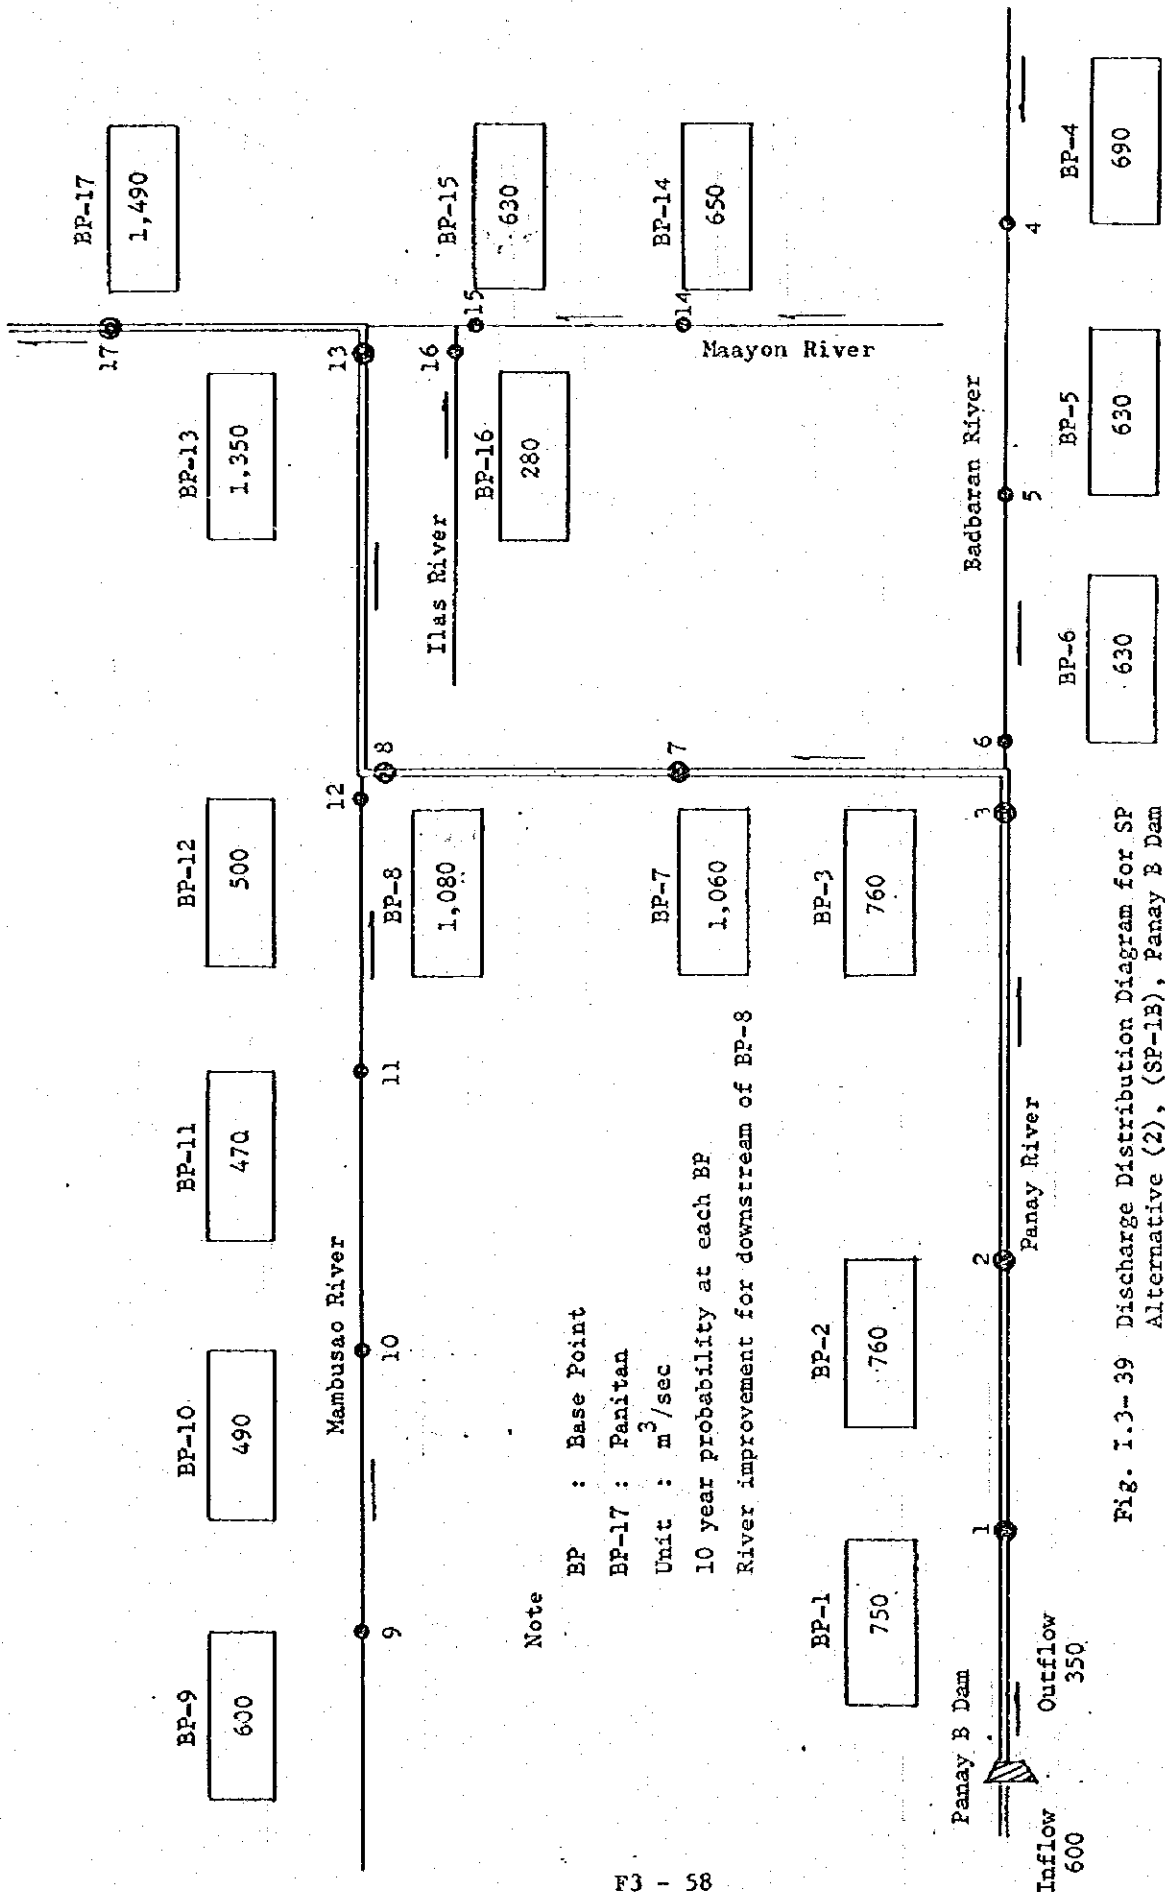 BP-9
600
BP-10
490
BP-11
470
BP-12
500
BP-13
1,350
BP-17
1,490
17
Mambusao River
9
10
11
12
8
13
16
15
Ilas River
BP-16
280
BP-15
630
BP-8
1,080
BP-14
650
14
Maayon River
7
BP-7
1,060
Note
BP : Base Point
BP-17 : Panitan
Unit : m³/sec
10 year probability at each BP
River improvement for downstream of BP-8
BP-1
750
BP-2
760
BP-3
760
Panay B Dam
Inflow
600
Outflow
350
1
2
3
6
5
4
Panay River
Badbaran River
BP-6
630
BP-5
630
BP-4
690
Fig. I.3-39 Discharge Distribution Diagram for SP
Alternative (2), (SP-1B), Panay B Dam
F3 - 58